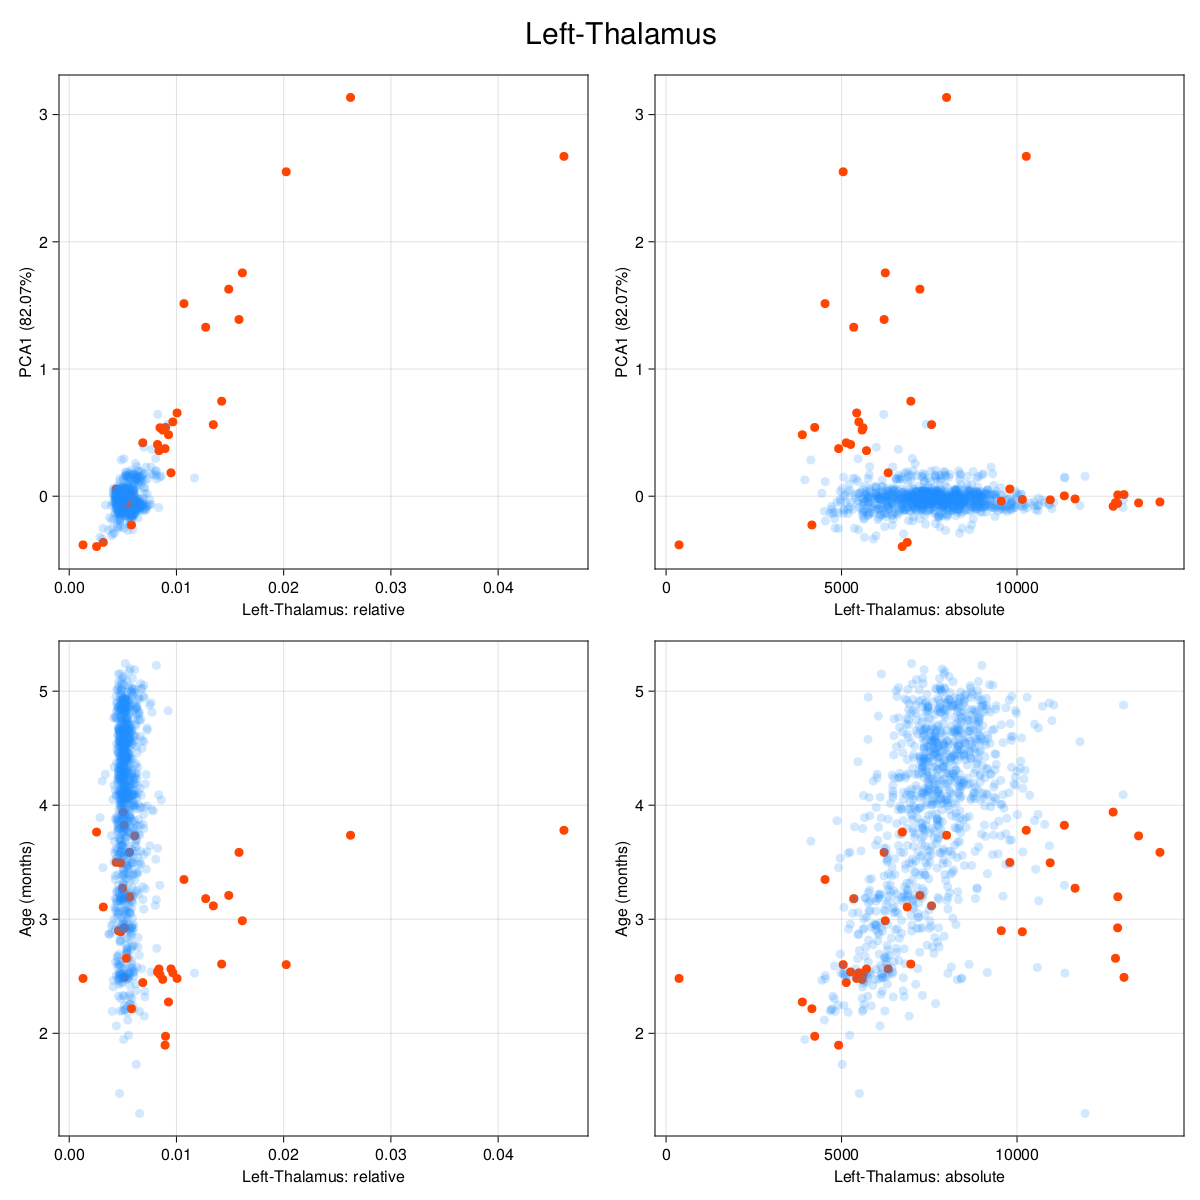 Left-Thalamus
PCA1 (82.07%)
3
2
1
0
0.00 0.01 0.02 0.03 0.04
Left-Thalamus: relative
PCA1 (82.07%)
3
2
1
0
0 5000 10000
Left-Thalamus: absolute
Age (months)
5
4
3
2
0.00 0.01 0.02 0.03 0.04
Left-Thalamus: relative
Age (months)
5
4
3
2
0 5000 10000
Left-Thalamus: absolute